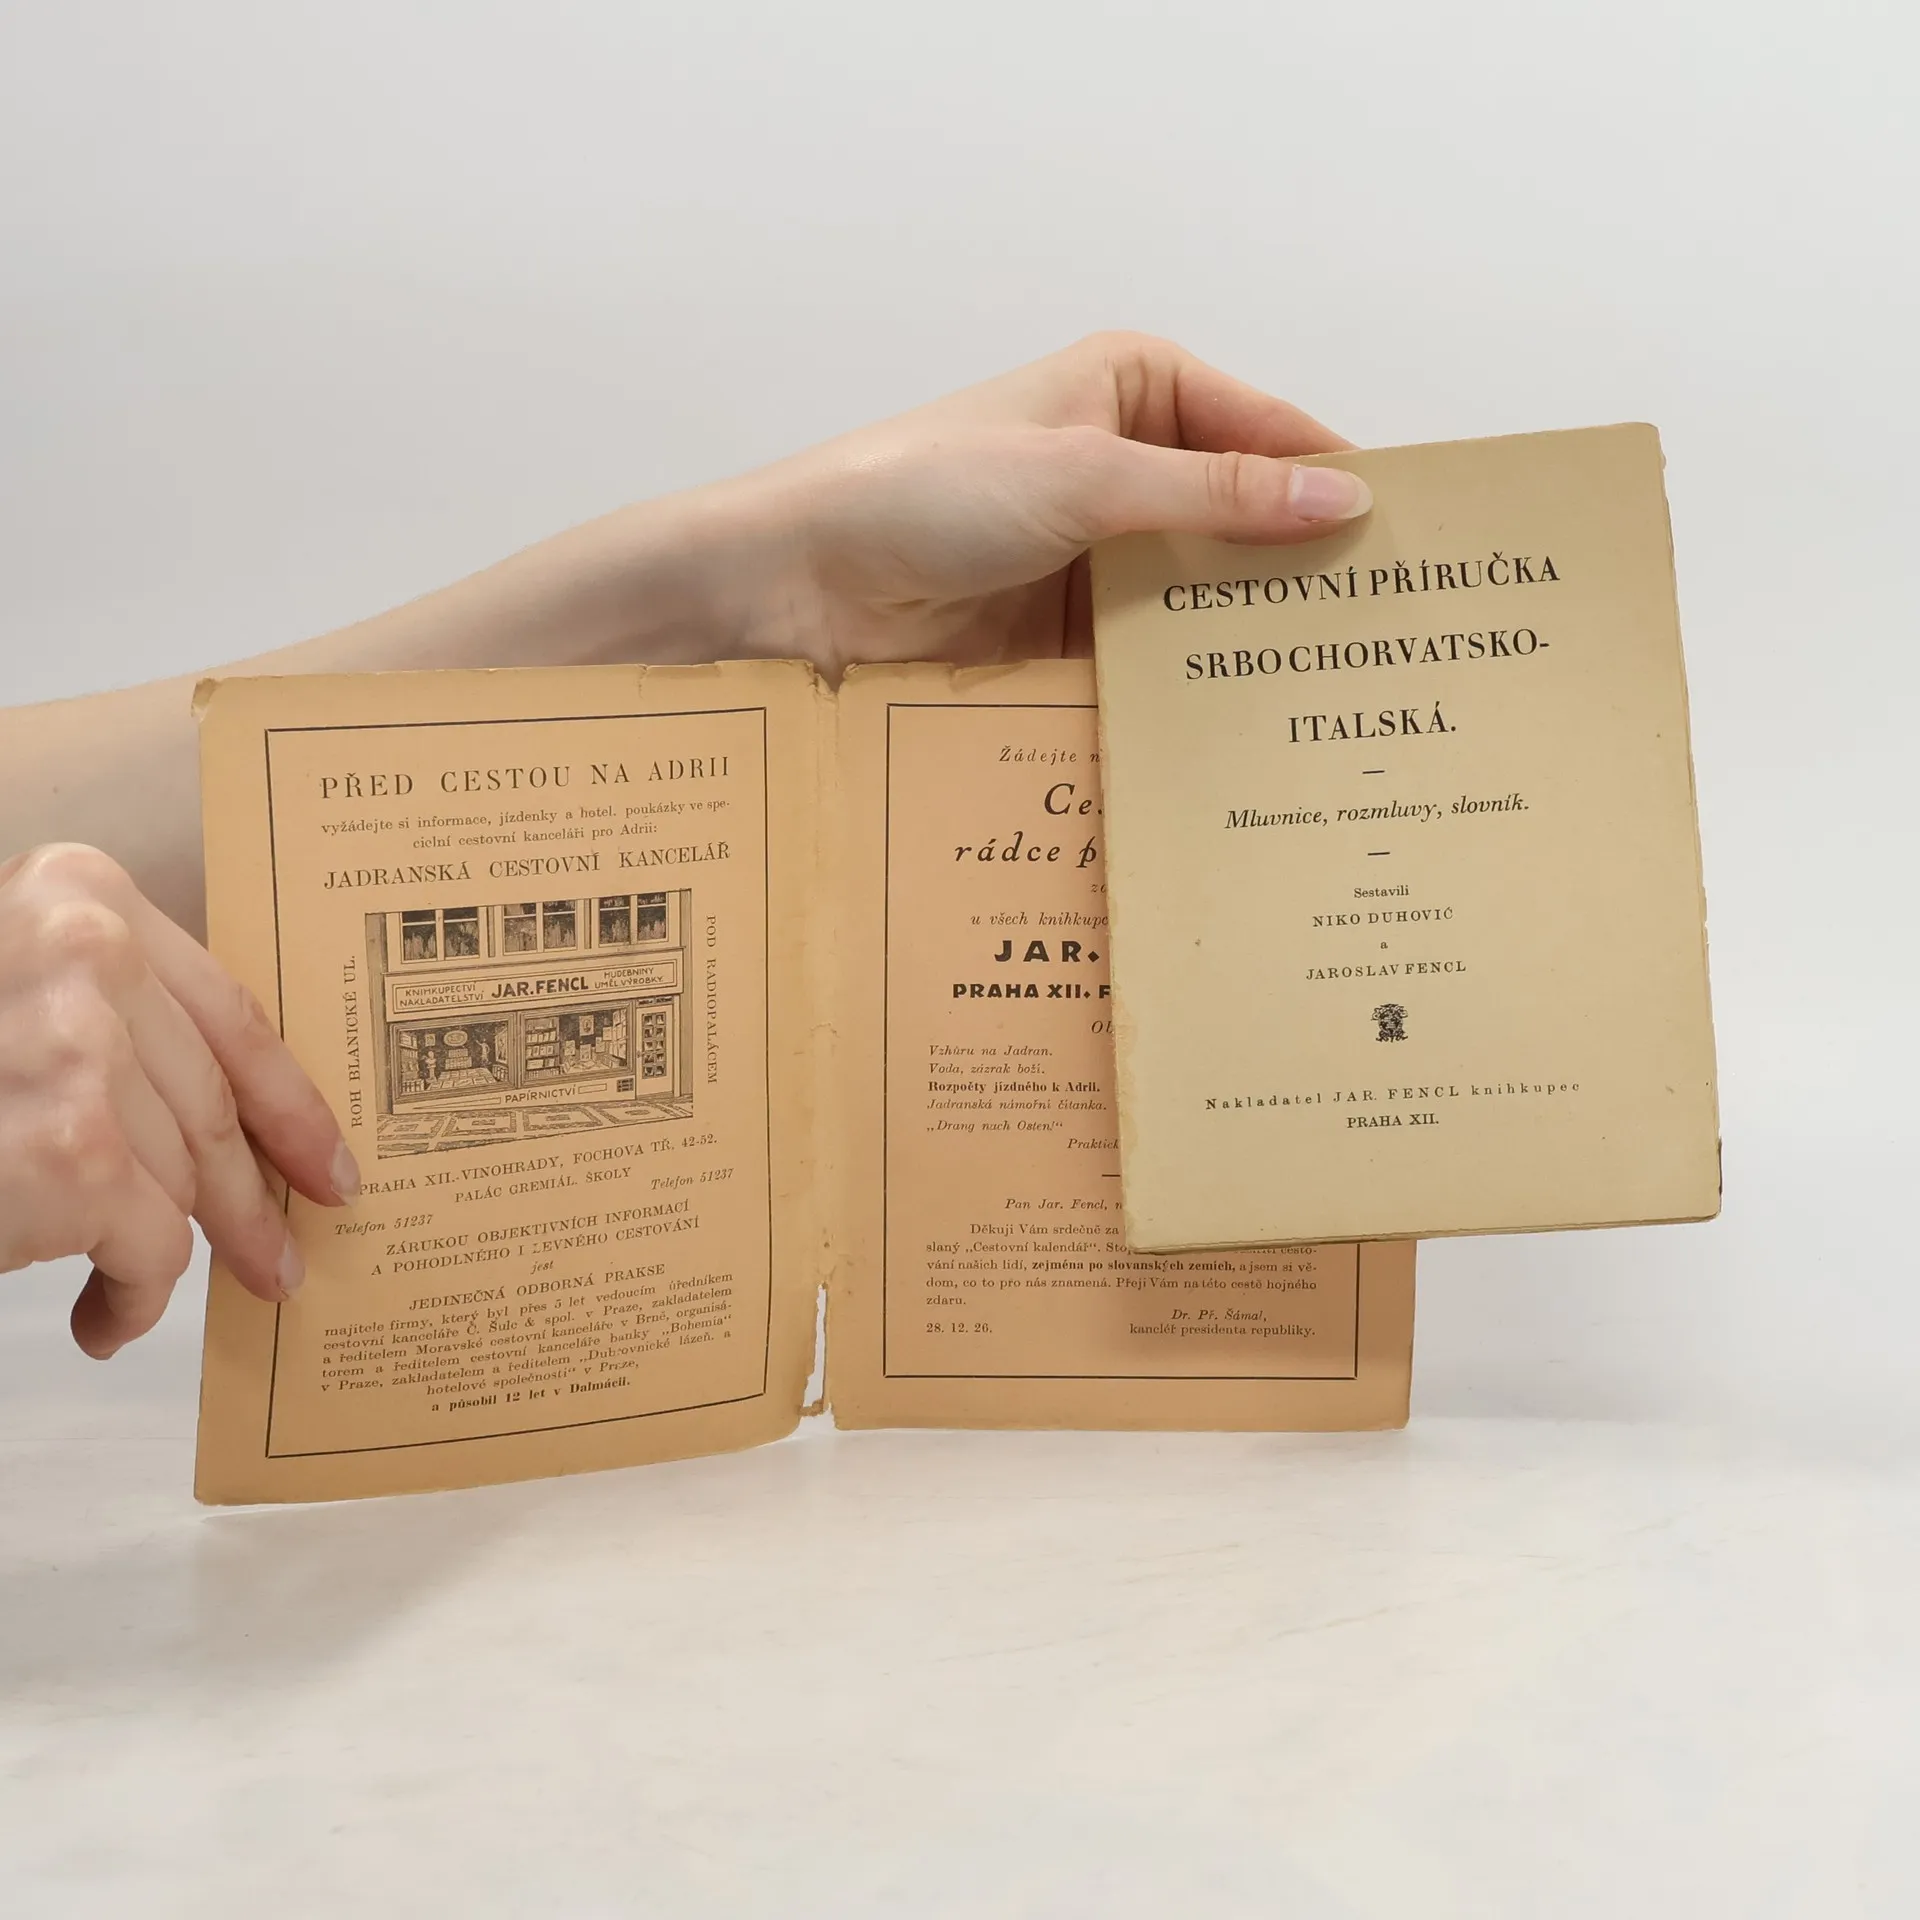 PŘED CESTOU NA ADRII
vyžádejte si informace, jízdenky a hotel. poukázky ve spe-
cielní cestovní kanceláři pro Adrii:
JADRANSKÁ CESTOVNÍ KANCELÁŘ
ROH BLANICKÉ UL.
KNIHKUPECTVÍ
NAKLADATELSTVÍ
JAR.FENCL
HUDEBNINY
UMĚL.VÝROBKY
PAPÍRNICTVÍ
POD RADIOPALÁCEM
PRAHA XII.-VINOHRADY, FOCHOVA TŘ. 42-52.
PALÁC GREMIÁL. ŠKOLY
Telefon 51237
Telefon 51237
ZÁRUKOU OBJEKTIVNÍCH INFORMACÍ
A POHODLNÉHO I LEVNÉHO CESTOVÁNÍ
jest
JEDINEČNÁ ODBORNÁ PRAKSE
majitele firmy, který byl přes 5 let vedoucím úředníkem
cestovní kanceláře Č. Šulc & spol. v Praze, zakladatelem
a ředitelem Moravské cestovní kanceláře v Brně, organisá-
torem a ředitelem cestovní kanceláře banky „Bohemia“
v Praze, zakladatelem a ředitelem „Dubrovnické lázeň. a
hotelové společnosti“ v Praze,
a působil 12 let v Dalmácii.
Žádejte
rádce
u všech
JAR.
PRAHA XII.
Vzhůru na Jadran.
Voda, zázrak boží.
Rozpočty jízdného k Adrii.
Jadranská námořní čítanka.
„Drang nach Osten!“
Pan Jar. Fencl,
Děkuji Vám srdečně za
slaný „Cestovní kalendář“.
vání našich lidí, zejména po slovanských zemích, a jsem si vě-
dom, co to pro nás znamená. Přeji Vám na této cestě hojného
zdaru.
Dr. Př. Šámal,
28. 12. 26.
kancléř presidenta republiky.
CESTOVNÍ PŘÍRUČKA
SRBOCHORVATSKO-
ITALSKÁ.
Mluvnice, rozmluvy, slovník.
Sestavili
NIKO DUHOVIĆ
a
JAROSLAV FENCL
Nakladatel JAR. FENCL knihkupec
PRAHA XII.